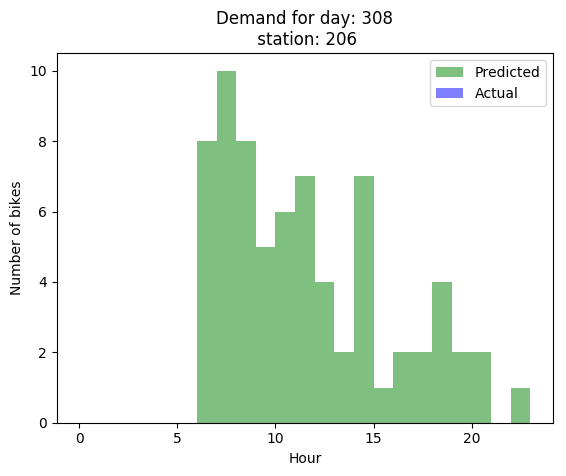 Demand for day: 308
station: 206
Predicted
Actual
Number of bikes
10
8
6
4
2
0
0 5 10 15 20
Hour